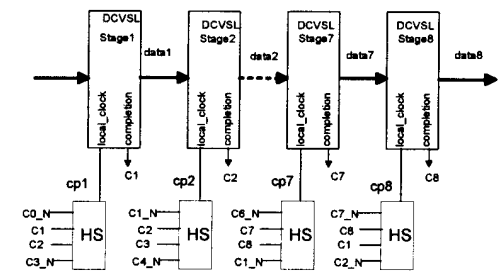 DCVSL DCVSL DCVSL DCVSL
Stage1 data1 Stage2 data2 Stage7 data7 Stage8 data8
local_clock completion local_clock completion local_clock completion local_clock completion
cp1 C1 cp2 C2 cp7 C7 cp8 C8
C0_N C1_N C6_N C7_N
C1 C2 C7 C8
HS HS HS HS
C2 C3 C8 C1
C3_N C4_N C1_N C2_N